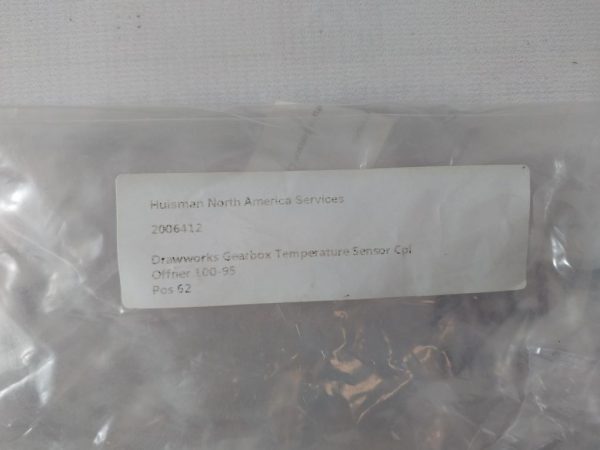 Huisman North America Services
2006412
Drawworks Gearbox Temperature Sensor Cpl
Offner 100-95
Pos 62